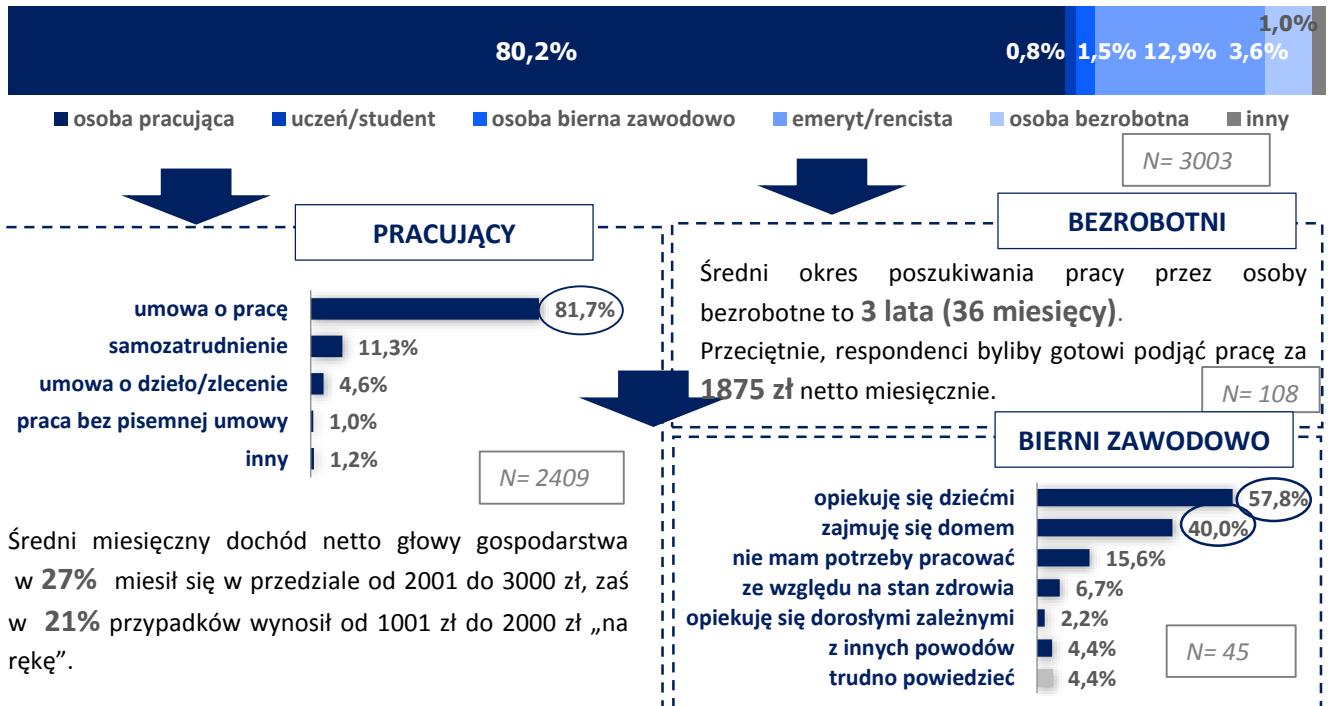 80,2%
0,8%
1,5%
12,9%
3,6%
1,0%
osoba pracująca
uczeń/student
osoba bierna zawodowo
emeryt/rencista
osoba bezrobotna
inny
N= 3003
PRACUJĄCY
umowa o pracę 81,7%
samozatrudnienie 11,3%
umowa o dzieło/zlecenie 4,6%
praca bez pisemnej umowy 1,0%
inny 1,2%
N= 2409
Średni miesięczny dochód netto głowy gospodarstwa
w 27% miesił się w przedziale od 2001 do 3000 zł, zaś
w 21% przypadków wynosił od 1001 zł do 2000 zł „na
rękę”.
BEZROBOTNI
Średni okres poszukiwania pracy przez osoby
bezrobotne to 3 lata (36 miesięcy).
Przeciętnie, respondenci byliby gotowi podjąć pracę za
1875 zł netto miesięcznie.
N= 108
BIERNI ZAWODOWO
opiekuję się dziećmi 57,8%
zajmuję się domem 40,0%
nie mam potrzeby pracować 15,6%
ze względu na stan zdrowia 6,7%
opiekuję się dorosłymi zależnymi 2,2%
z innych powodów 4,4%
trudno powiedzieć 4,4%
N= 45